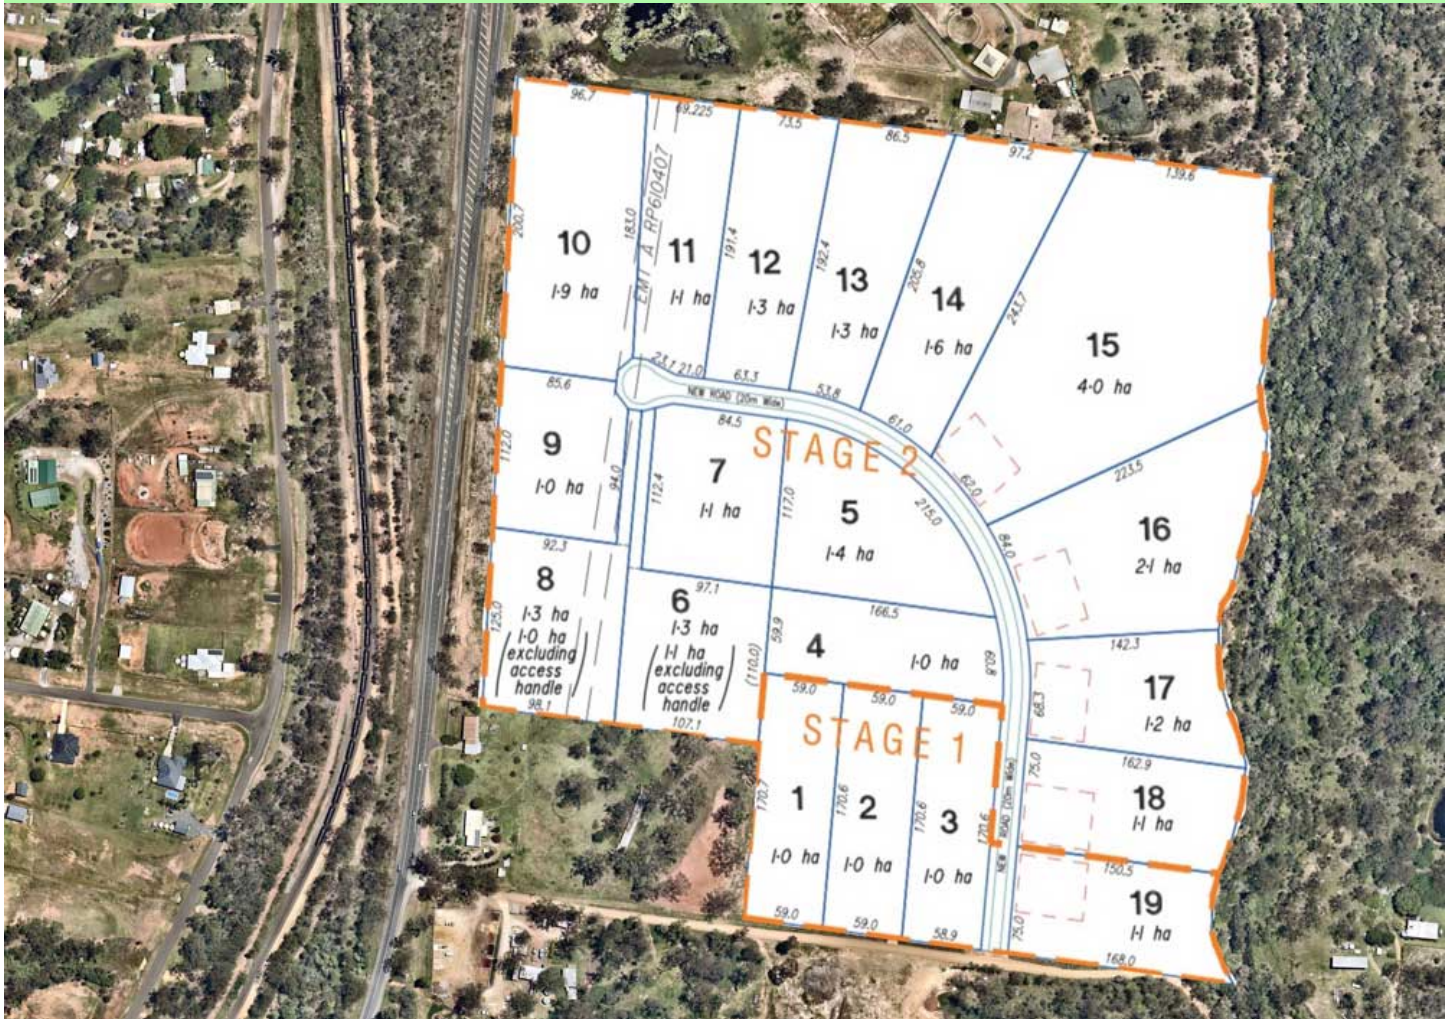 96.7
69.225
73.5
86.5
97.2
139.6
200.7
10
1.9 ha
183.0
EMT A RP610407
11
1.1 ha
191.4
12
1.3 ha
192.4
13
1.3 ha
205.8
14
1.6 ha
243.7
15
4.0 ha
85.6
23.1
21.0
63.3
53.8
61.0
NEW ROAD (20m Wide)
84.5
STAGE 2
62.0
223.5
112.0
9
1.0 ha
94.0
112.4
7
1.1 ha
117.0
5
1.4 ha
215.0
84.0
16
2.1 ha
92.3
8
1.3 ha
(1.0 ha
excluding
access
handle)
125.0
98.1
97.1
6
1.3 ha
(1.1 ha
excluding
access
handle)
107.1
(110.0)
59.9
166.5
4
1.0 ha
60.8
142.3
17
1.2 ha
68.3
59.0
59.0
59.0
STAGE 1
170.7
1
1.0 ha
170.6
2
1.0 ha
170.6
3
1.0 ha
170.6
NEW ROAD (20m Wide)
75.0
162.9
18
1.1 ha
150.5
19
1.1 ha
75.0
59.0
59.0
58.9
168.0